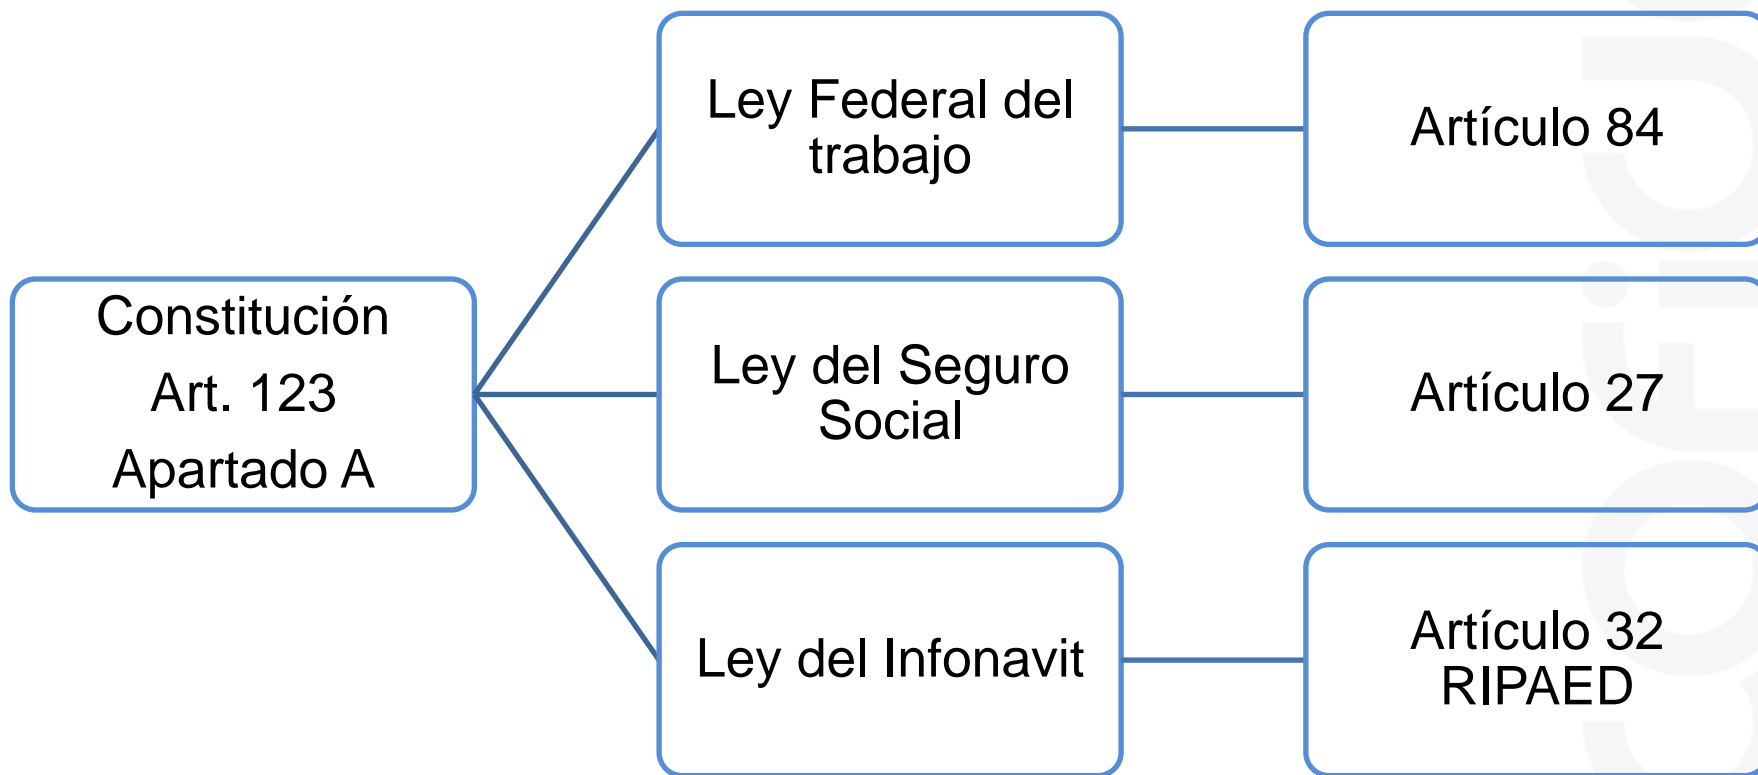 Constitución
Art. 123
Apartado A
Ley Federal del
trabajo
Artículo 84
Ley del Seguro
Social
Artículo 27
Ley del Infonavit
Artículo 32
RIPAED